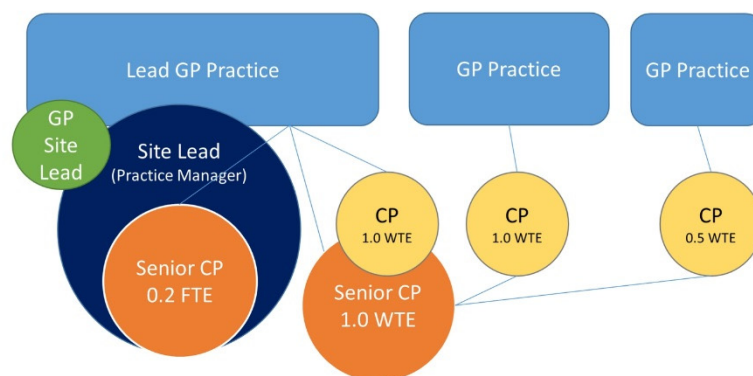 Lead GP Practice
GP Practice
GP Practice
GP
Site
Lead
Site Lead
(Practice Manager)
CP
1.0 WTE
CP
1.0 WTE
CP
0.5 WTE
Senior CP
0.2 FTE
Senior CP
1.0 WTE